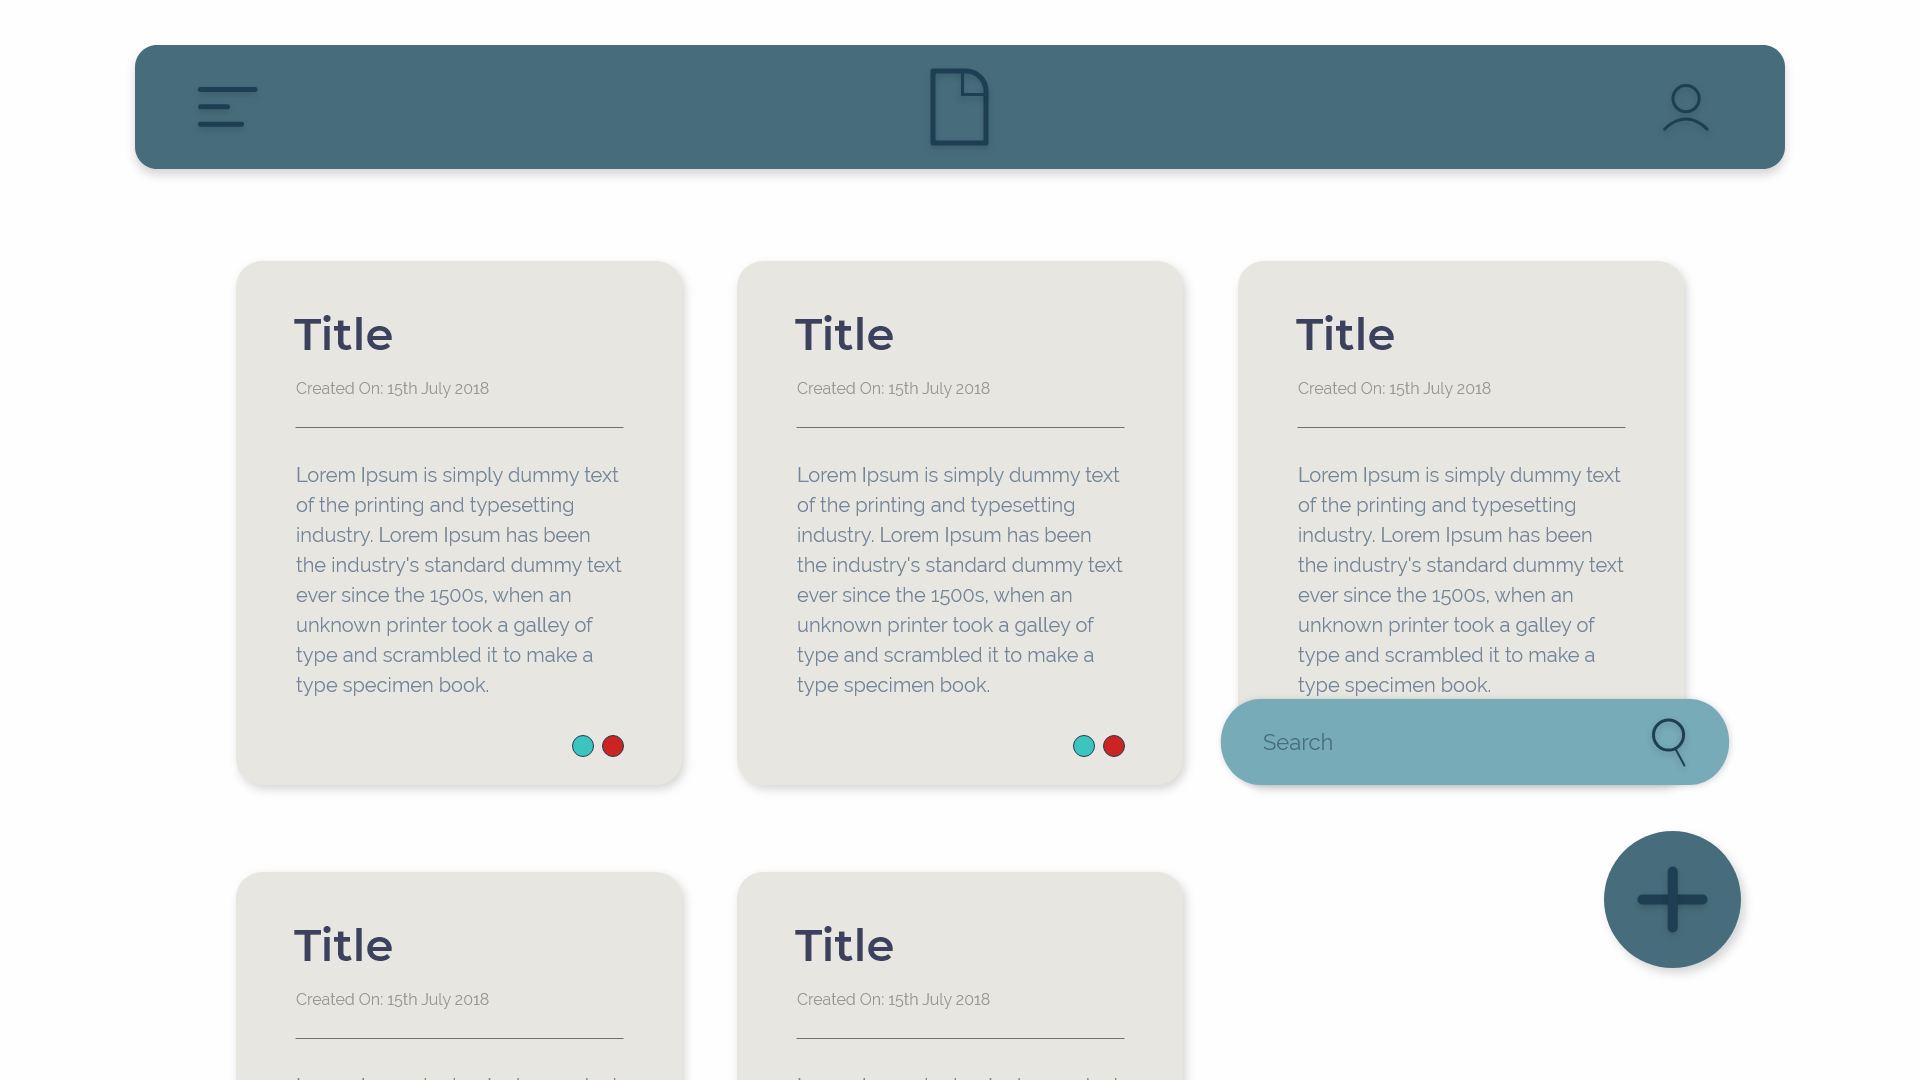 Title
Created On: 15th July 2018
Lorem Ipsum is simply dummy text
of the printing and typesetting
industry. Lorem Ipsum has been
the industry's standard dummy text
ever since the 1500s, when an
unknown printer took a galley of
type and scrambled it to make a
type specimen book.
Title
Created On: 15th July 2018
Lorem Ipsum is simply dummy text
of the printing and typesetting
industry. Lorem Ipsum has been
the industry's standard dummy text
ever since the 1500s, when an
unknown printer took a galley of
type and scrambled it to make a
type specimen book.
Title
Created On: 15th July 2018
Lorem Ipsum is simply dummy text
of the printing and typesetting
industry. Lorem Ipsum has been
the industry's standard dummy text
ever since the 1500s, when an
unknown printer took a galley of
type and scrambled it to make a
type specimen book.
Search
Title
Created On: 15th July 2018
Title
Created On: 15th July 2018